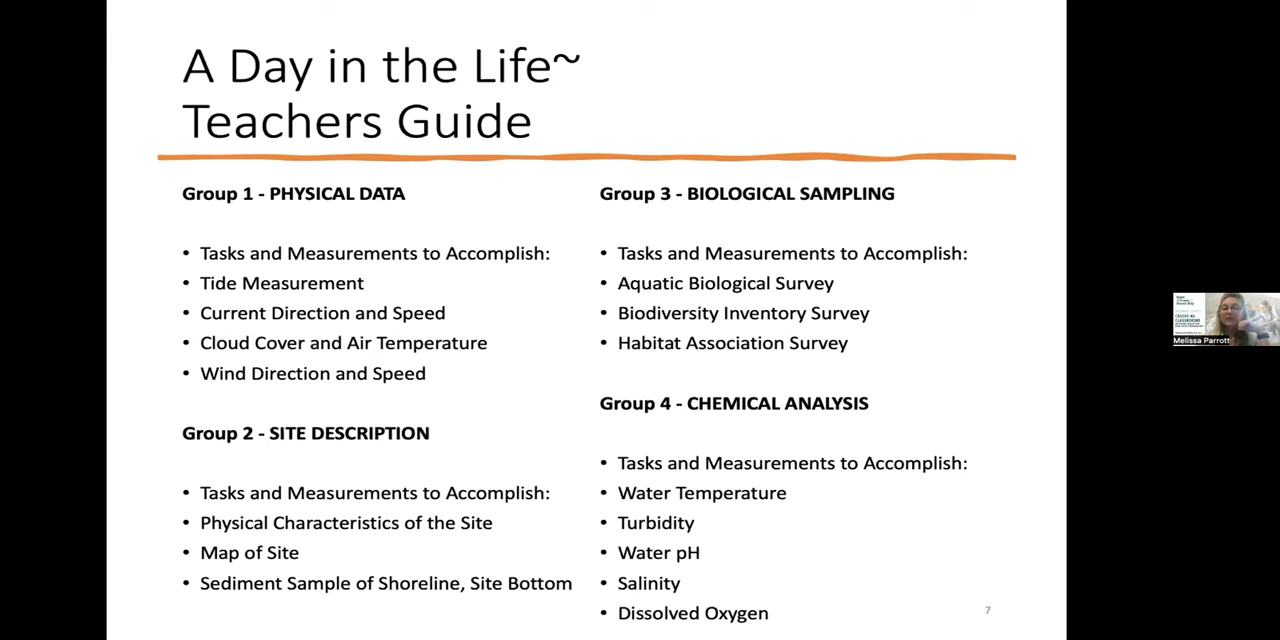 A Day in the Life~
Teachers Guide
Group 1 - PHYSICAL DATA
• Tasks and Measurements to Accomplish:
• Tide Measurement
• Current Direction and Speed
• Cloud Cover and Air Temperature
• Wind Direction and Speed
Group 2 - SITE DESCRIPTION
• Tasks and Measurements to Accomplish:
• Physical Characteristics of the Site
• Map of Site
• Sediment Sample of Shoreline, Site Bottom
Group 3 - BIOLOGICAL SAMPLING
• Tasks and Measurements to Accomplish:
• Aquatic Biological Survey
• Biodiversity Inventory Survey
• Habitat Association Survey
Group 4 - CHEMICAL ANALYSIS
• Tasks and Measurements to Accomplish:
• Water Temperature
• Turbidity
• Water pH
• Salinity
• Dissolved Oxygen
7
CREEKS AS
CLASSROOMS
Melissa Parrott